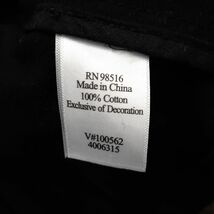 RN 98516
Made in China
100% Cotton
Exclusive of Decoration
V#100562
4006315